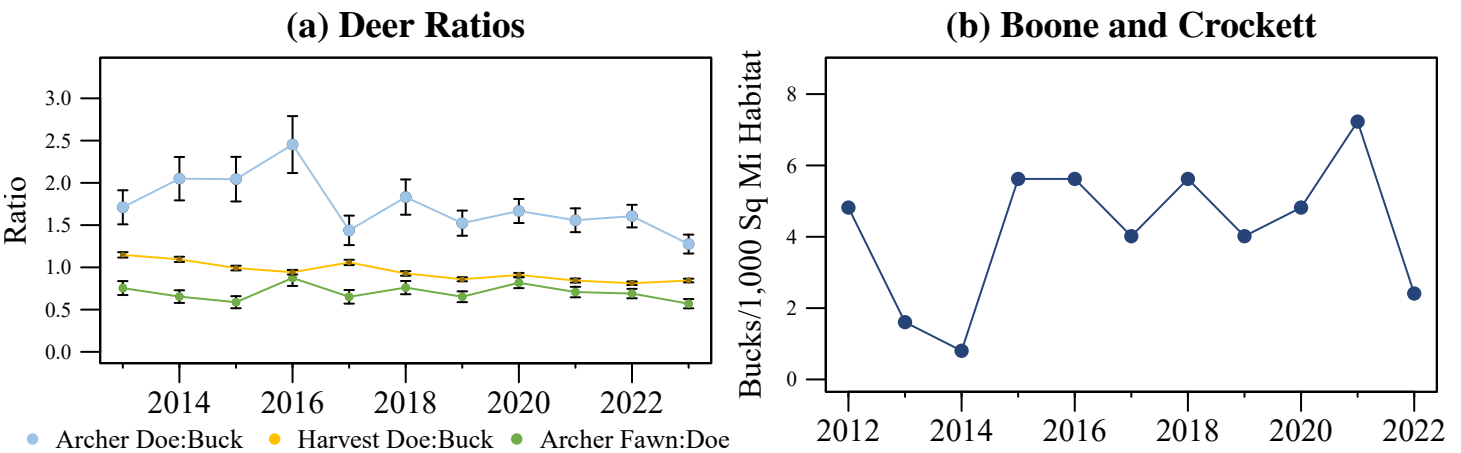 (a) Deer Ratios
Ratio
3.0
2.5
2.0
1.5
1.0
0.5
0.0
2014 2016 2018 2020 2022
Archer Doe:Buck Harvest Doe:Buck Archer Fawn:Doe
(b) Boone and Crockett
Bucks/1,000 Sq Mi Habitat
8
6
4
2
0
2012 2014 2016 2018 2020 2022